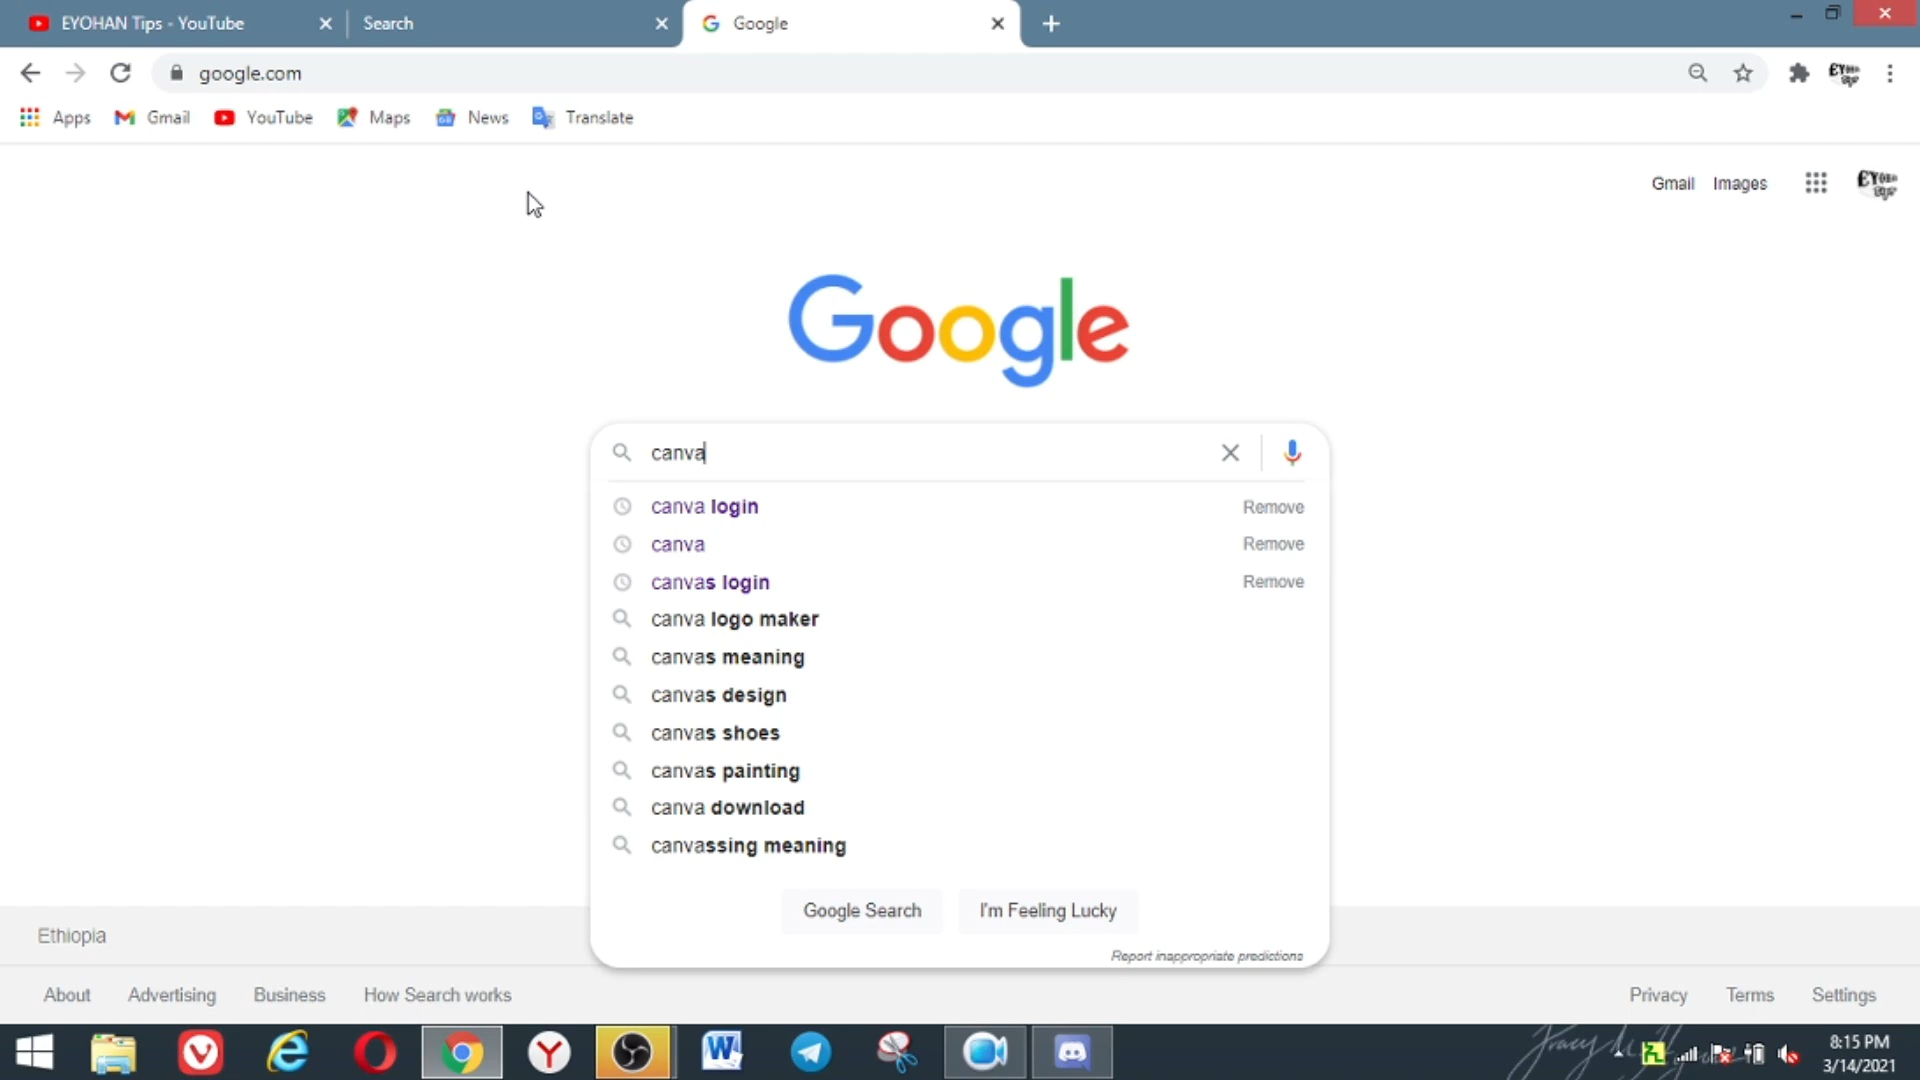 EYOHAN Tips - YouTube
Search
Google
google.com
Apps
Gmail
YouTube
Maps
News
Translate
Gmail
Images
Google
canva
canva login
Remove
canva
Remove
canvas login
Remove
canva logo maker
canvas meaning
canvas design
canvas shoes
canvas painting
canva download
canvassing meaning
Google Search
I'm Feeling Lucky
Report inappropriate predictions
Ethiopia
About
Advertising
Business
How Search works
Privacy
Terms
Settings
8:15 PM
3/14/2021